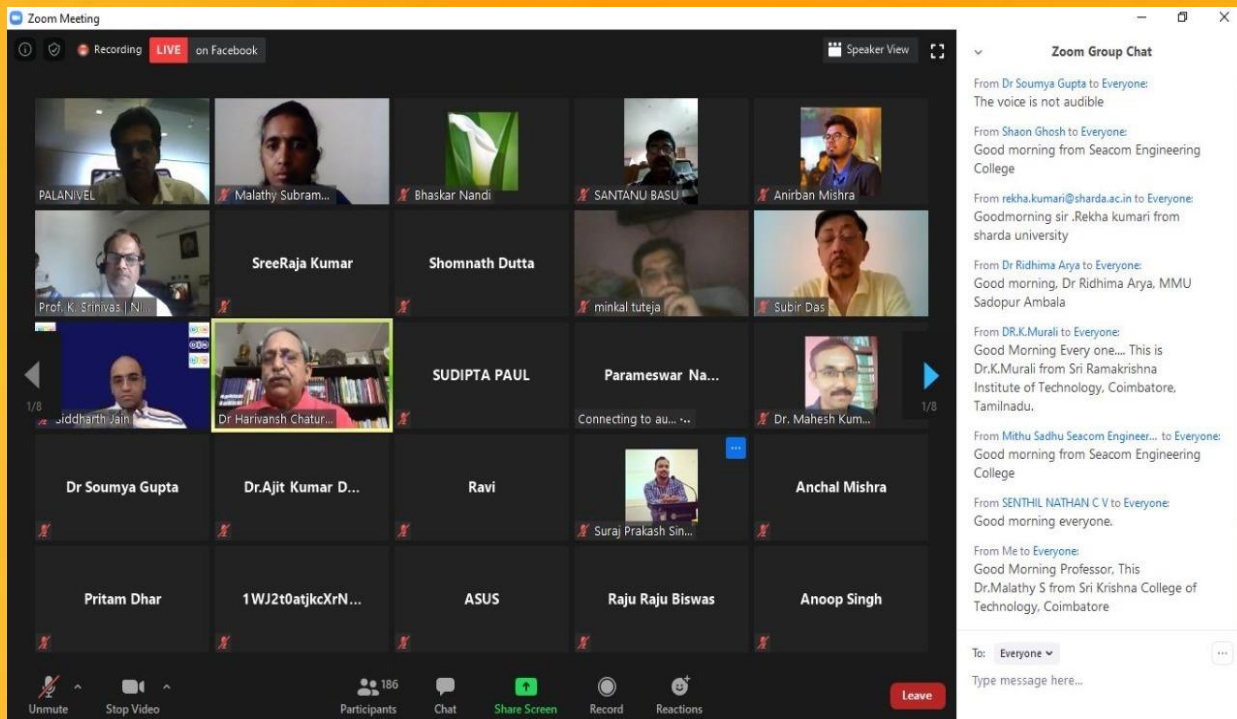 Zoom Meeting
Recording LIVE on Facebook
Speaker View
PALANIVEL
Malathy Subram...
Bhaskar Nandi
SANTANU BASU
Anirban Mishra
Prof. K. Srinivas | NI...
SreeRaja Kumar
Shomnath Dutta
minkal tuteja
Subir Das
1/8
Siddharth Jain
Dr Harivansh Chatur...
SUDIPTA PAUL
Parameswar Na...
Connecting to au... ·..
Dr. Mahesh Kum...
1/8
Dr Soumya Gupta
Dr.Ajit Kumar D...
Ravi
Suraj Prakash Sin...
Anchal Mishra
Pritam Dhar
1WJ2t0atjkcXrN...
ASUS
Raju Raju Biswas
Anoop Singh
Unmute
Stop Video
186
Participants
Chat
Share Screen
Record
Reactions
Leave
Zoom Group Chat
From Dr Soumya Gupta to Everyone:
The voice is not audible
From Shaon Ghosh to Everyone:
Good morning from Seacom Engineering
College
From rekha.kumari@sharda.ac.in to Everyone:
Goodmorning sir .Rekha kumari from
sharda university
From Dr Ridhima Arya to Everyone:
Good morning, Dr Ridhima Arya, MMU
Sadopur Ambala
From DR.K.Murali to Everyone:
Good Morning Every one.... This is
Dr.K.Murali from Sri Ramakrishna
Institute of Technology, Coimbatore,
Tamilnadu.
From Mithu Sadhu Seacom Engineer... to Everyone:
Good morning from Seacom Engineering
College
From SENTHIL NATHAN C V to Everyone:
Good morning everyone.
From Me to Everyone:
Good Morning Professor, This
Dr.Malathy S from Sri Krishna College of
Technology, Coimbatore
To: Everyone
Type message here...